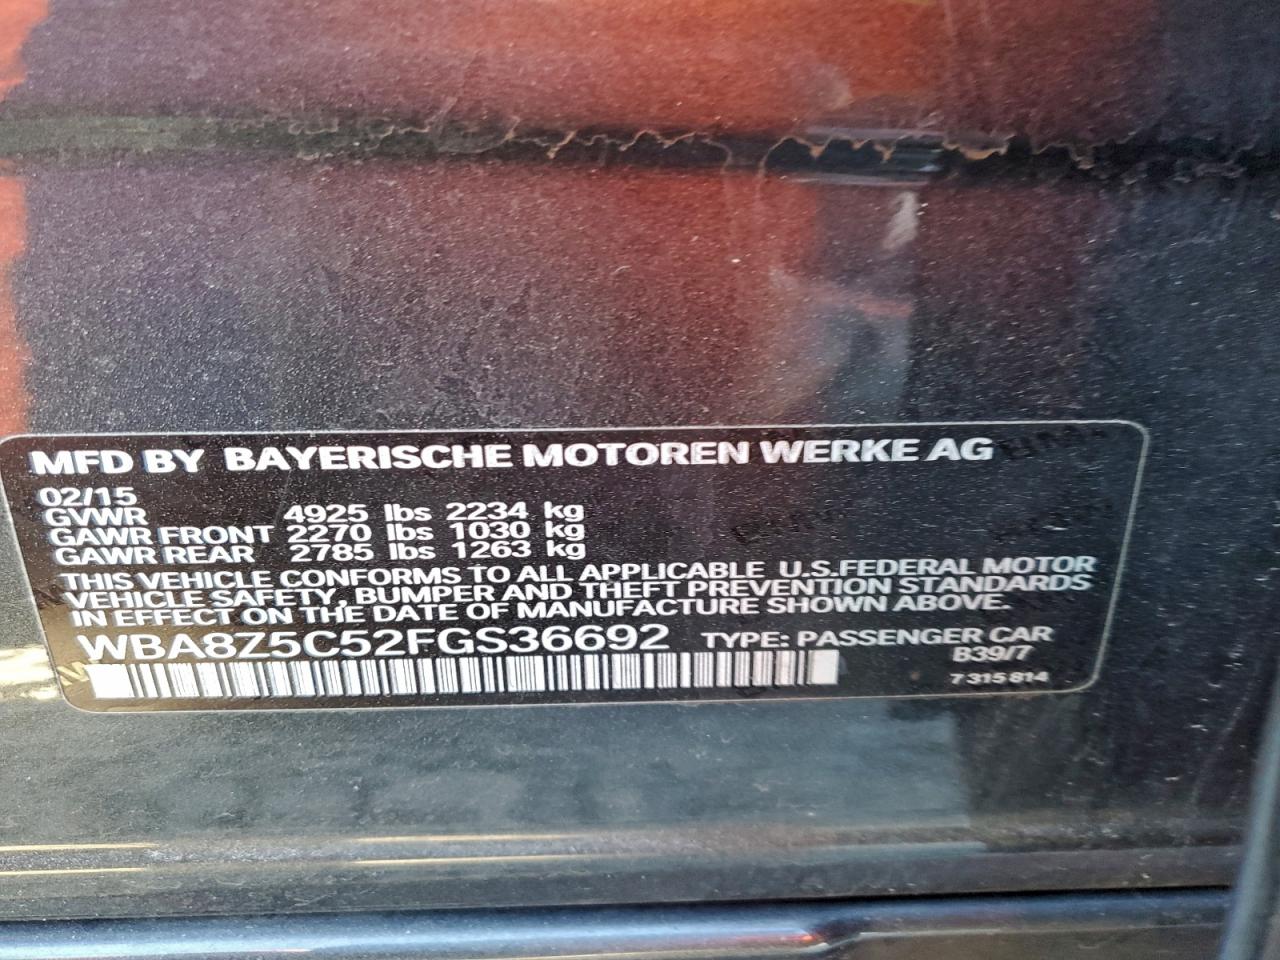 MFD BY BAYERISCHE MOTOREN WERKE AG
02/15
GVWR 4925 lbs 2234 kg
GAWR FRONT 2270 lbs 1030 kg
GAWR REAR 2785 lbs 1263 kg
THIS VEHICLE CONFORMS TO ALL APPLICABLE U.S.FEDERAL MOTOR
VEHICLE SAFETY, BUMPER AND THEFT PREVENTION STANDARDS
IN EFFECT ON THE DATE OF MANUFACTURE SHOWN ABOVE.
WBA8Z5C52FGS36692 TYPE: PASSENGER CAR
B39/7
7 315 814